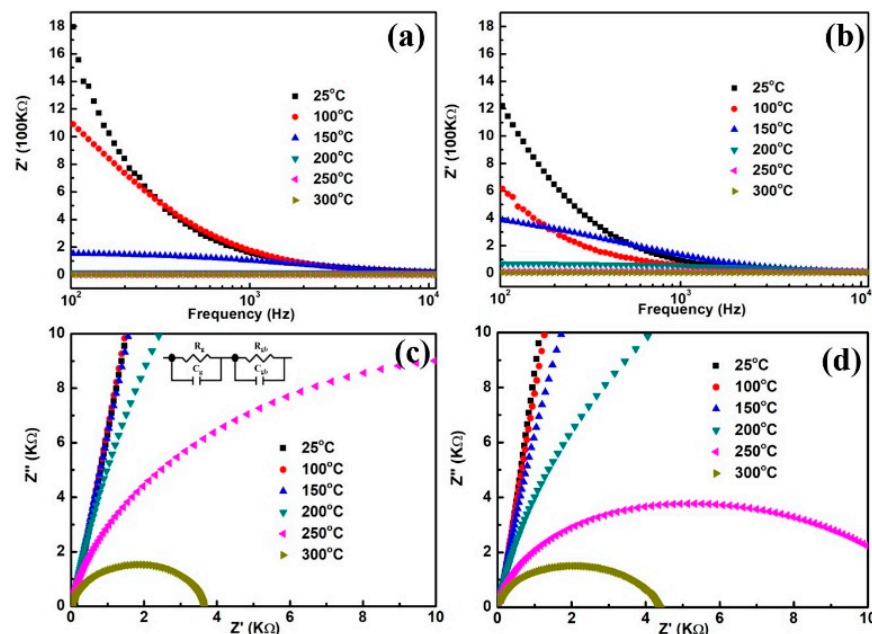 (a)
Z' (100KΩ)
18
16
14
12
10
8
6
4
2
0
25°C
100°C
150°C
200°C
250°C
300°C
10² 10³ 10⁴
Frequency (Hz)
(b)
Z' (100KΩ)
18
16
14
12
10
8
6
4
2
0
25°C
100°C
150°C
200°C
250°C
300°C
10² 10³ 10⁴
Frequency (Hz)
(c)
Z'' (KΩ)
10
8
6
4
2
0
Rg Rgb
Cg Cgb
25°C
100°C
150°C
200°C
250°C
300°C
0 2 4 6 8 10
Z' (KΩ)
(d)
Z'' (KΩ)
10
8
6
4
2
0
25°C
100°C
150°C
200°C
250°C
300°C
0 2 4 6 8 10
Z' (KΩ)